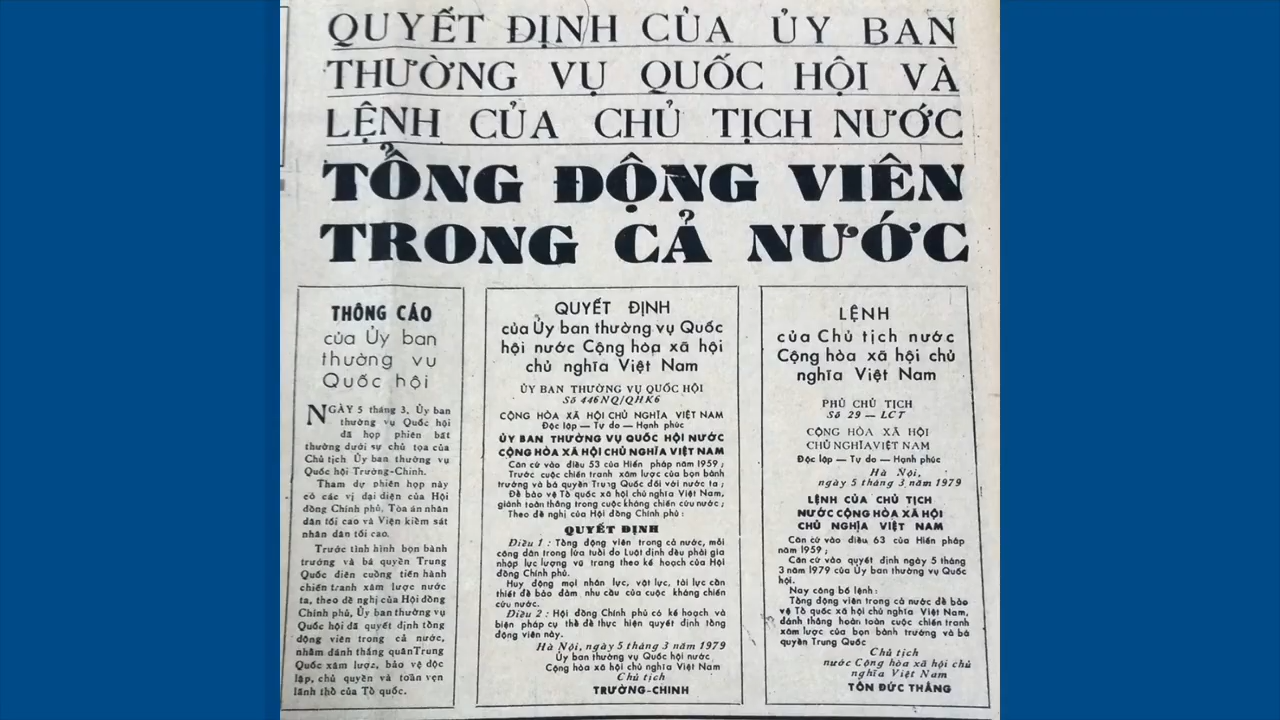 QUYẾT ĐỊNH CỦA ỦY BAN
THƯỜNG VỤ QUỐC HỘI VÀ
LỆNH CỦA CHỦ TỊCH NƯỚC
TỔNG ĐỘNG VIÊN
TRONG CẢ NƯỚC
THÔNG CÁO
của Ủy ban
thường vụ
Quốc hội
NGÀY 5 tháng 3, Ủy ban
thường vụ Quốc hội
đã họp phiên bất
thường dưới sự chủ tọa của
Chủ tịch Ủy ban thường vụ
Quốc hội Trường-Chinh.
Tham dự phiên họp này
có các vị đại diện của Hội
đồng Chính phủ, Tòa án nhân
dân tối cao và Viện kiểm sát
nhân dân tối cao.
Trước tình hình bọn bành
trướng và bá quyền Trung
Quốc điên cuồng tiến hành
chiến tranh xâm lược nước
ta, theo đề nghị của Hội đồng
Chính phủ, Ủy ban thường vụ
Quốc hội đã quyết định tổng
động viên trong cả nước,
nhằm đánh thắng quân Trung
Quốc xâm lược, bảo vệ độc
lập, chủ quyền và toàn vẹn
lãnh thổ của Tổ quốc.
QUYẾT ĐỊNH
của Ủy ban thường vụ Quốc
hội nước Cộng hòa xã hội
chủ nghĩa Việt Nam
ỦY BAN THƯỜNG VỤ QUỐC HỘI
Số 446NQ/QHK6
CỘNG HÒA XÃ HỘI CHỦ NGHĨA VIỆT NAM
Độc lập — Tự do — Hạnh phúc
ỦY BAN THƯỜNG VỤ QUỐC HỘI NƯỚC
CỘNG HÒA XÃ HỘI CHỦ NGHĨA VIỆT NAM
Căn cứ vào điều 53 của Hiến pháp năm 1959 ;
Trước cuộc chiến tranh xâm lược của bọn bành
trướng và bá quyền Trung Quốc đối với nước ta ;
Để bảo vệ Tổ quốc xã hội chủ nghĩa Việt Nam,
giành toàn thắng trong cuộc kháng chiến cứu nước ;
Theo đề nghị của Hội đồng Chính phủ :
QUYẾT ĐỊNH
Điều 1 : Tổng động viên trong cả nước, mỗi
công dân trong lứa tuổi do Luật định đều phải gia
nhập lực lượng vũ trang theo kế hoạch của Hội
đồng Chính phủ.
Huy động mọi nhân lực, vật lực, tài lực cần
thiết để bảo đảm nhu cầu của cuộc kháng chiến
cứu nước.
Điều 2 : Hội đồng Chính phủ có kế hoạch và
biện pháp cụ thể để thực hiện quyết định tổng
động viên này.
Hà Nội, ngày 5 tháng 3 năm 1979
Ủy ban thường vụ Quốc hội nước
Cộng hòa xã hội chủ nghĩa Việt Nam
Chủ tịch
TRƯỜNG-CHINH
LỆNH
của Chủ tịch nước
Cộng hòa xã hội chủ
nghĩa Việt Nam
PHỦ CHỦ TỊCH
Số 29 — LCT
CỘNG HÒA XÃ HỘI
CHỦ NGHĨA VIỆT NAM
Độc lập — Tự do — Hạnh phúc
Hà Nội,
ngày 5 tháng 3 năm 1979
LỆNH CỦA CHỦ TỊCH
NƯỚC CỘNG HÒA XÃ HỘI
CHỦ NGHĨA VIỆT NAM
Căn cứ vào điều 63 của Hiến pháp
năm 1959 ;
Căn cứ vào quyết định ngày 5 tháng
3 năm 1979 của Ủy ban thường vụ Quốc
hội.
Nay công bố lệnh :
Tổng động viên trong cả nước để bảo
vệ Tổ quốc xã hội chủ nghĩa Việt Nam,
đánh thắng hoàn toàn cuộc chiến tranh
xâm lược của bọn bành trướng và bá
quyền Trung Quốc
Chủ tịch
nước Cộng hòa xã hội chủ
nghĩa Việt Nam
TÔN ĐỨC THẮNG